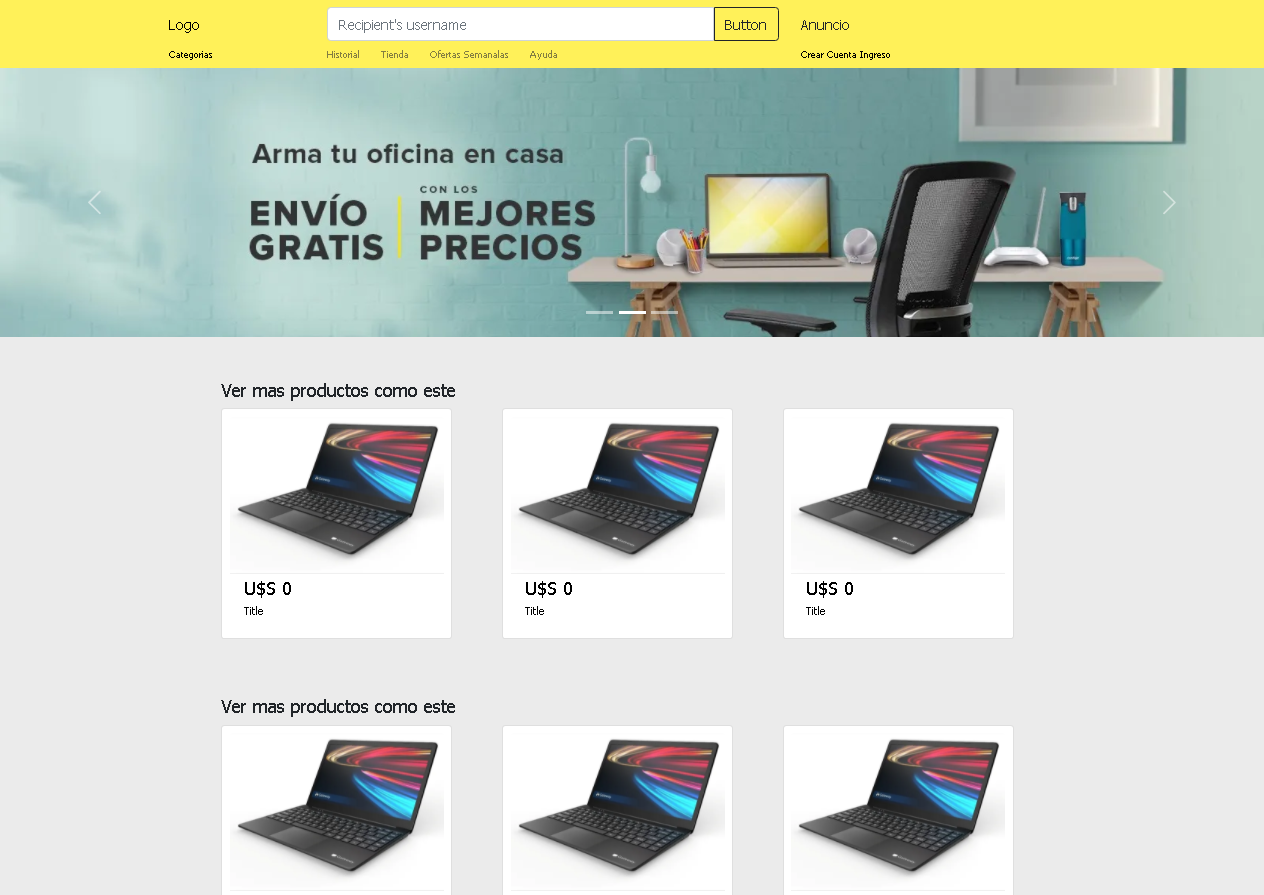 Logo
Recipient's username
Button
Anuncio
Categorias
Historial
Tienda
Ofertas Semanalas
Ayuda
Crear Cuenta Ingreso
Arma tu oficina en casa
ENVÍO GRATIS
CON LOS
MEJORES
PRECIOS
Ver mas productos como este
U$S 0
Title
U$S 0
Title
U$S 0
Title
Ver mas productos como este